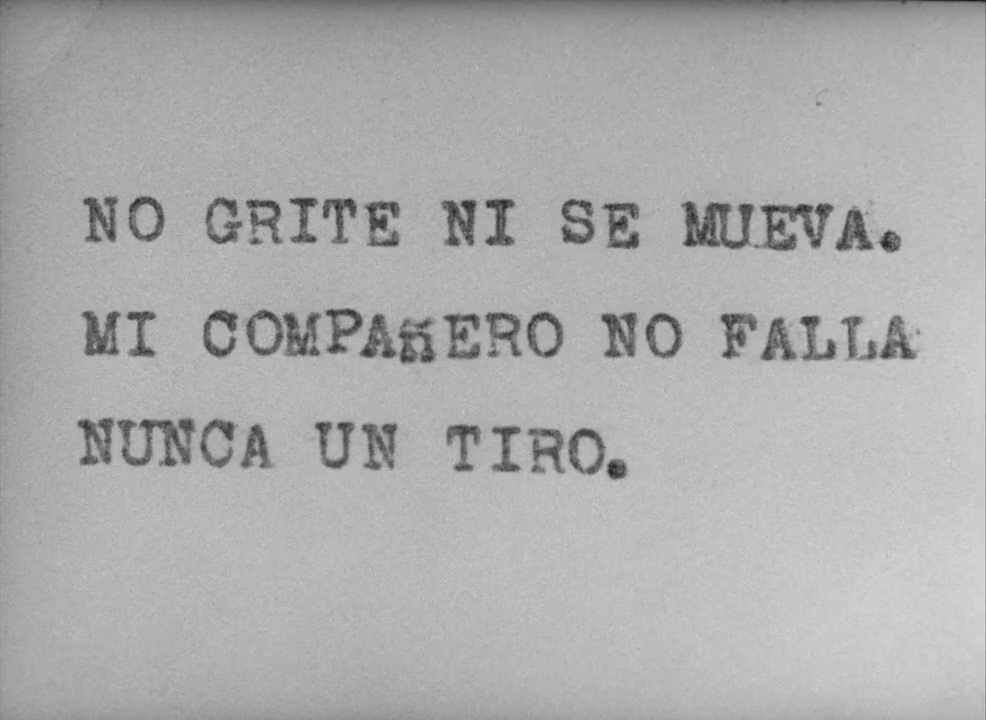 NO GRITE NI SE MUEVA.
MI COMPAÑERO NO FALLA
NUNCA UN TIRO.